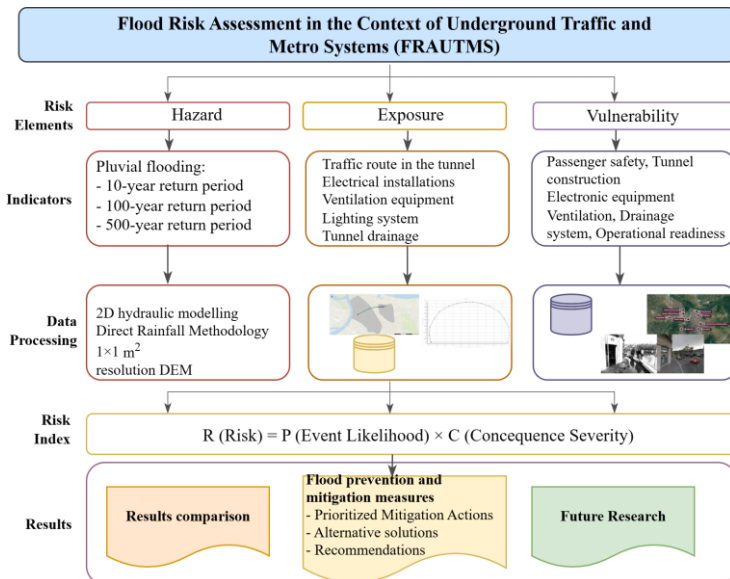 Flood Risk Assessment in the Context of Underground Traffic and
Metro Systems (FRAUTMS)
Risk
Elements
Hazard
Exposure
Vulnerability
Indicators
Pluvial flooding:
- 10-year return period
- 100-year return period
- 500-year return period
Traffic route in the tunnel
Electrical installations
Ventilation equipment
Lighting system
Tunnel drainage
Passenger safety, Tunnel
construction
Electronic equipment
Ventilation, Drainage
system, Operational readiness
Data
Processing
2D hydraulic modelling
Direct Rainfall Methodology
1×1 m²
resolution DEM
Risk
Index
R (Risk) = P (Event Likelihood) × C (Concequence Severity)
Results
Results comparison
Flood prevention and
mitigation measures
- Prioritized Mitigation Actions
- Alternative solutions
- Recommendations
Future Research